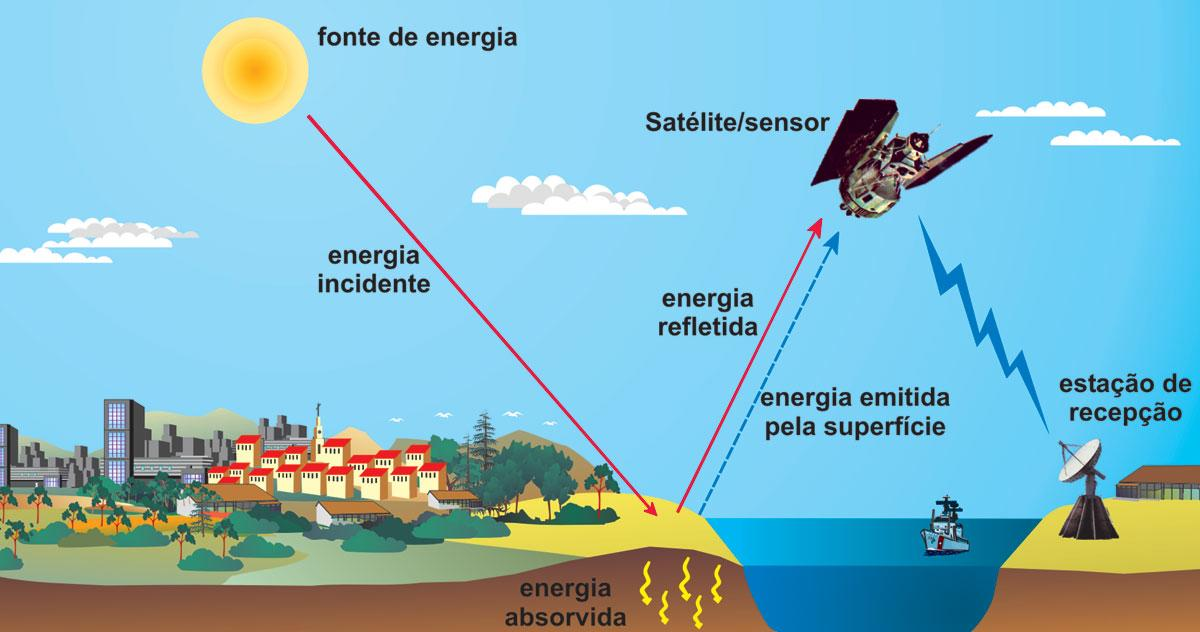 fonte de energia
Satélite/sensor
energia
incidente
energia
refletida
energia emitida
pela superfície
estação de
recepção
energia
absorvida